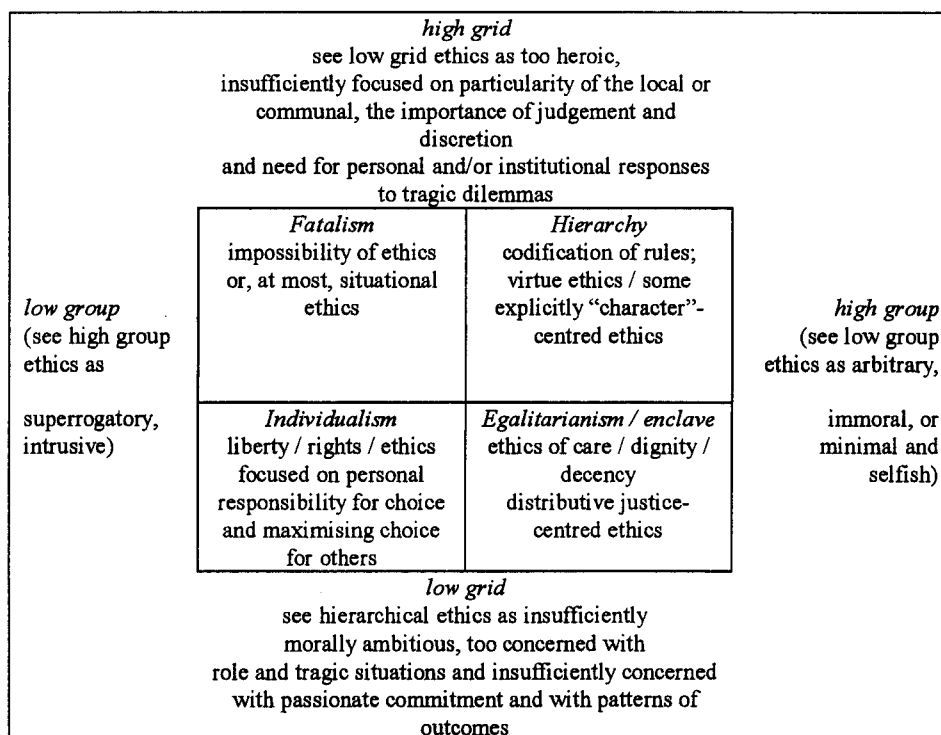 high grid
see low grid ethics as too heroic,
insufficiently focused on particularity of the local or
communal, the importance of judgement and
discretion
and need for personal and/or institutional responses
to tragic dilemmas
low group
(see high group
ethics as
superrogatory,
intrusive)
Fatalism
impossibility of ethics
or, at most, situational
ethics
Hierarchy
codification of rules;
virtue ethics / some
explicitly “character”-
centred ethics
Individualism
liberty / rights / ethics
focused on personal
responsibility for choice
and maximising choice
for others
Egalitarianism / enclave
ethics of care / dignity /
decency
distributive justice-
centred ethics
high group
(see low group
ethics as arbitrary,
immoral, or
minimal and
selfish)
low grid
see hierarchical ethics as insufficiently
morally ambitious, too concerned with
role and tragic situations and insufficiently concerned
with passionate commitment and with patterns of
outcomes